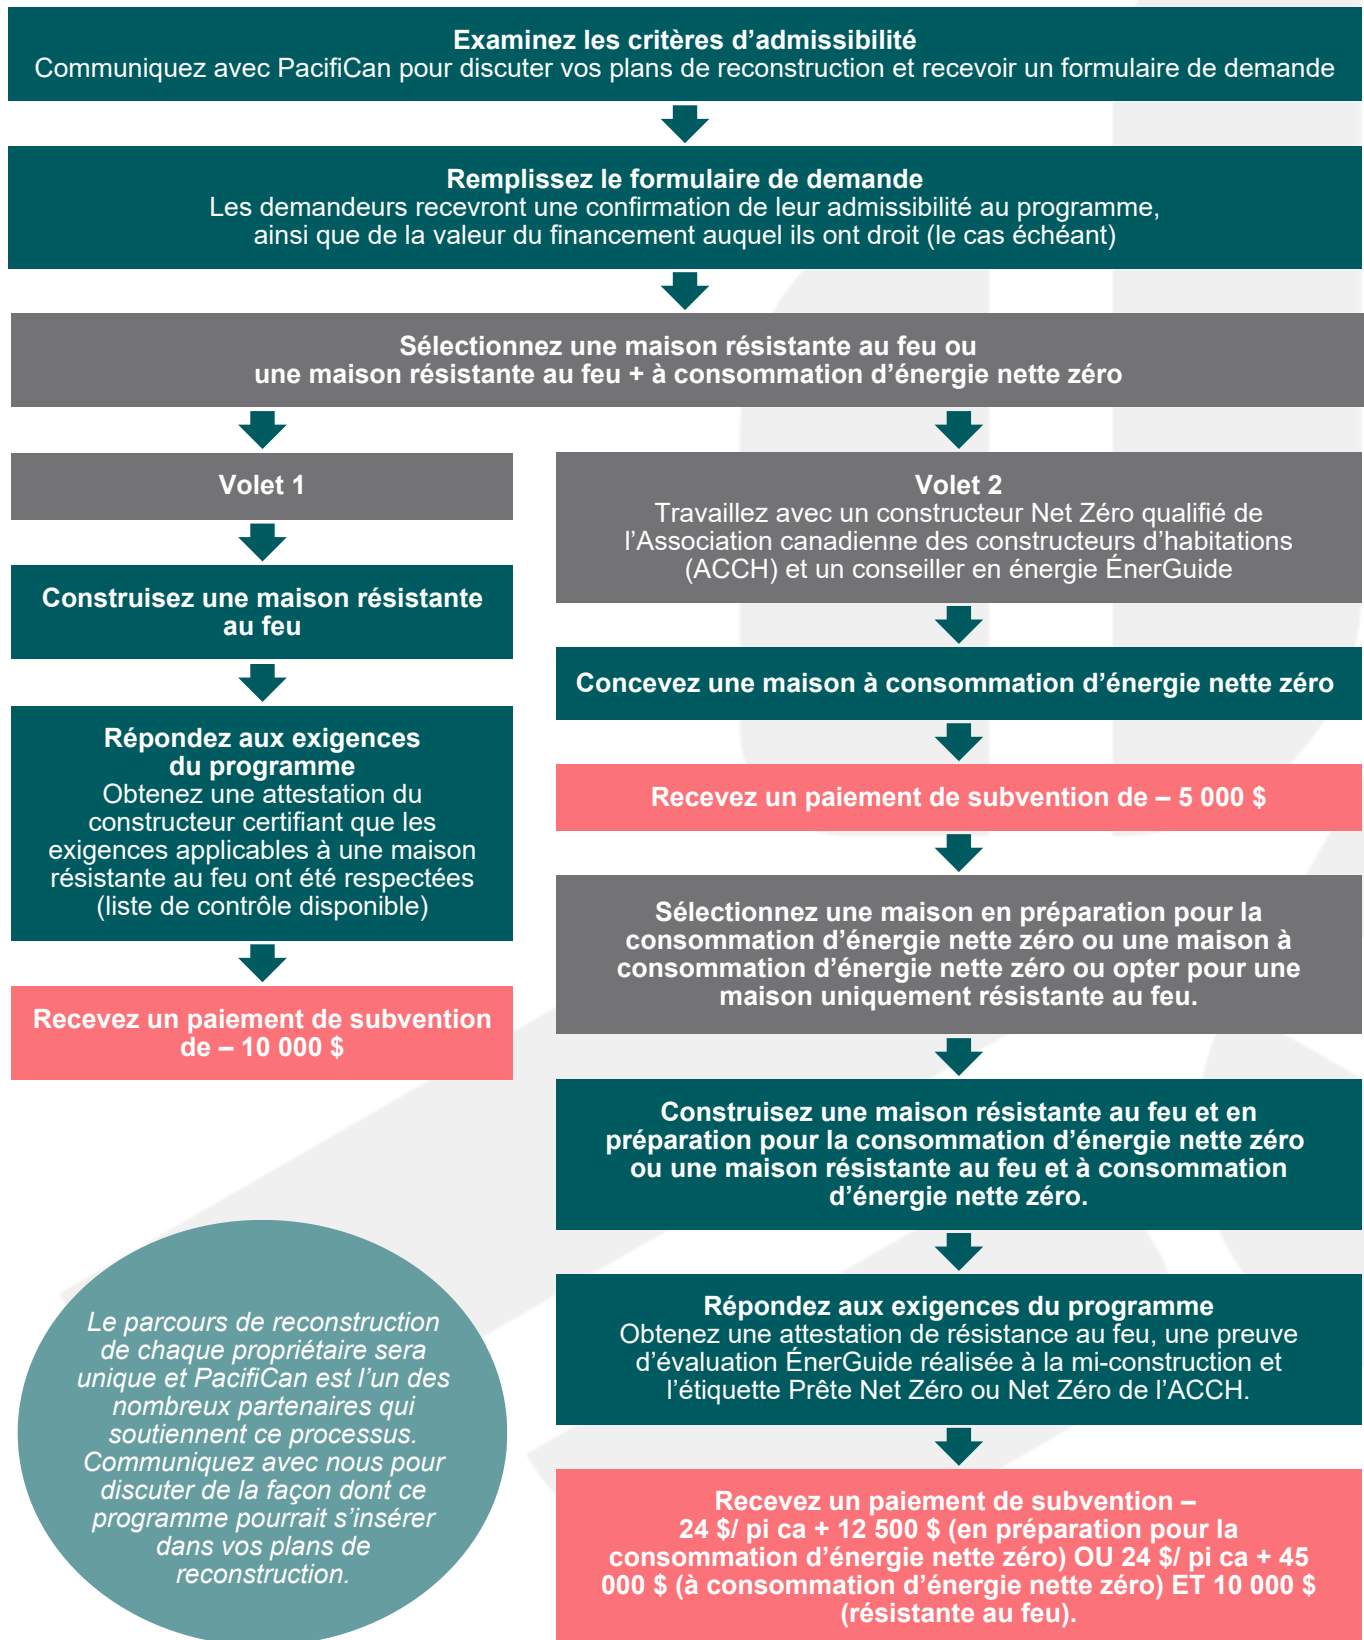 Examinez les critères d’admissibilité
Communiquez avec PacifiCan pour discuter vos plans de reconstruction et recevoir un formulaire de demande
Remplissez le formulaire de demande
Les demandeurs recevront une confirmation de leur admissibilité au programme,
ainsi que de la valeur du financement auquel ils ont droit (le cas échéant)
Sélectionnez une maison résistante au feu ou
une maison résistante au feu + à consommation d’énergie nette zéro
Volet 1
Construisez une maison résistante
au feu
Répondez aux exigences
du programme
Obtenez une attestation du
constructeur certifiant que les
exigences applicables à une maison
résistante au feu ont été respectées
(liste de contrôle disponible)
Recevez un paiement de subvention
de – 10 000 $
Volet 2
Travaillez avec un constructeur Net Zéro qualifié de
l’Association canadienne des constructeurs d’habitations
(ACCH) et un conseiller en énergie ÉnerGuide
Concevez une maison à consommation d’énergie nette zéro
Recevez un paiement de subvention de – 5 000 $
Sélectionnez une maison en préparation pour la
consommation d’énergie nette zéro ou une maison à
consommation d’énergie nette zéro ou opter pour une
maison uniquement résistante au feu.
Construisez une maison résistante au feu et en
préparation pour la consommation d’énergie nette zéro
ou une maison résistante au feu et à consommation
d’énergie nette zéro.
Répondez aux exigences du programme
Obtenez une attestation de résistance au feu, une preuve
d’évaluation ÉnerGuide réalisée à la mi-construction et
l’étiquette Prête Net Zéro ou Net Zéro de l’ACCH.
Recevez un paiement de subvention –
24 $/ pi ca + 12 500 $ (en préparation pour la
consommation d’énergie nette zéro) OU 24 $/ pi ca + 45
000 $ (à consommation d’énergie nette zéro) ET 10 000 $
(résistante au feu).
Le parcours de reconstruction
de chaque propriétaire sera
unique et PacifiCan est l’un des
nombreux partenaires qui
soutiennent ce processus.
Communiquez avec nous pour
discuter de la façon dont ce
programme pourrait s’insérer
dans vos plans de
reconstruction.